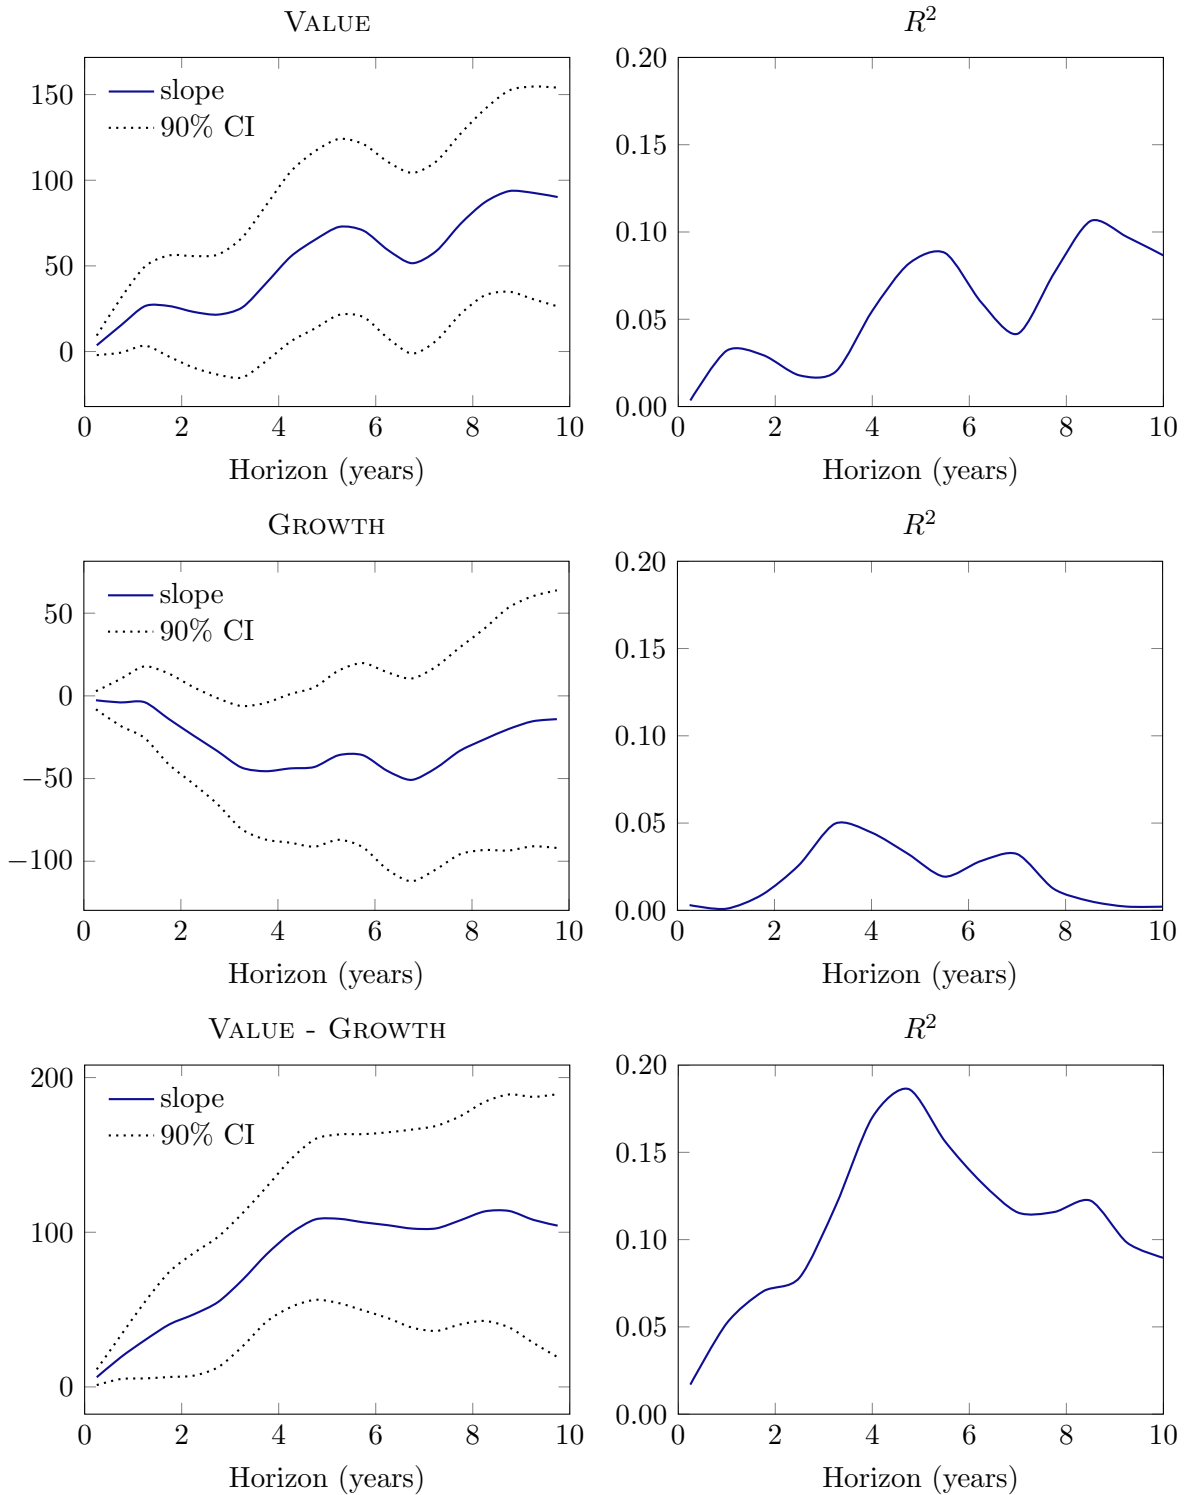 VALUE
150
100
50
0
slope
90% CI
0 2 4 6 8 10
Horizon (years)
R²
0.20
0.15
0.10
0.05
0.00
0 2 4 6 8 10
Horizon (years)
GROWTH
50
0
−50
−100
slope
90% CI
0 2 4 6 8 10
Horizon (years)
R²
0.20
0.15
0.10
0.05
0.00
0 2 4 6 8 10
Horizon (years)
VALUE - GROWTH
200
100
0
slope
90% CI
0 2 4 6 8 10
Horizon (years)
R²
0.20
0.15
0.10
0.05
0.00
0 2 4 6 8 10
Horizon (years)